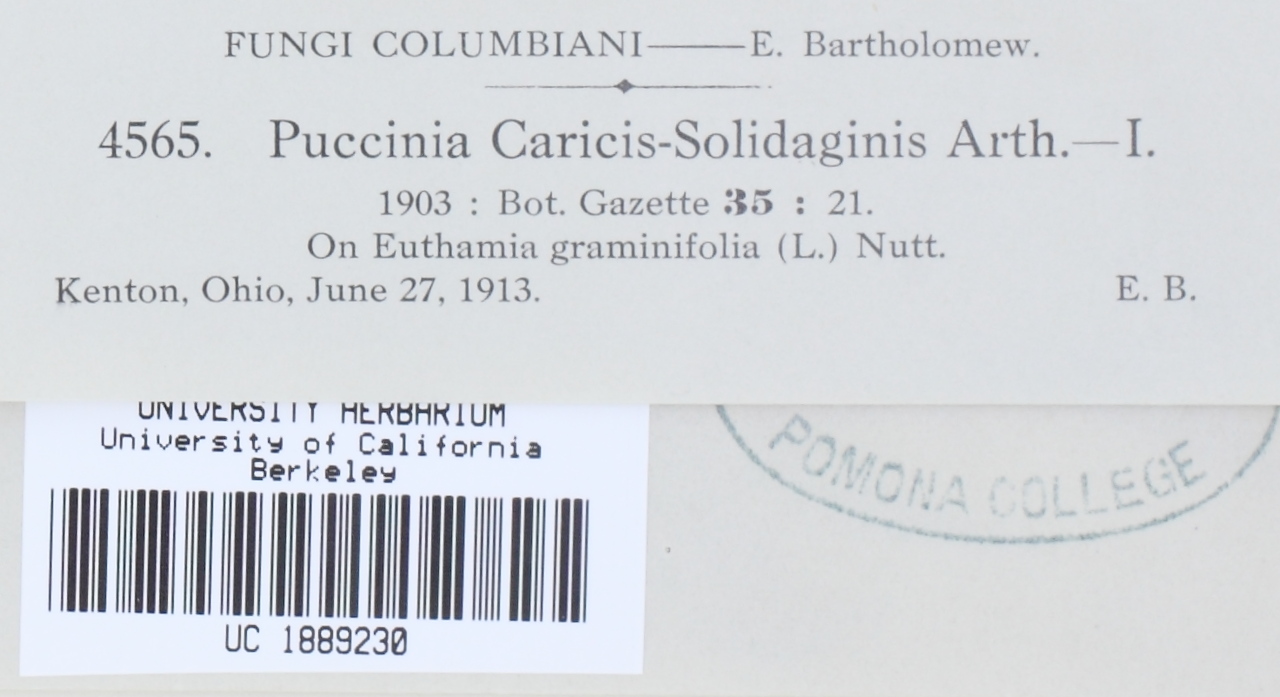 FUNGI COLUMBIANI——E. Bartholomew.
4565. Puccinia Caricis-Solidaginis Arth.—I.
1903 : Bot. Gazette 35 : 21.
On Euthamia graminifolia (L.) Nutt.
Kenton, Ohio, June 27, 1913. E. B.
UNIVERSITY HERBARIUM
University of California
Berkeley
UC 1889230
POMONA COLLEGE